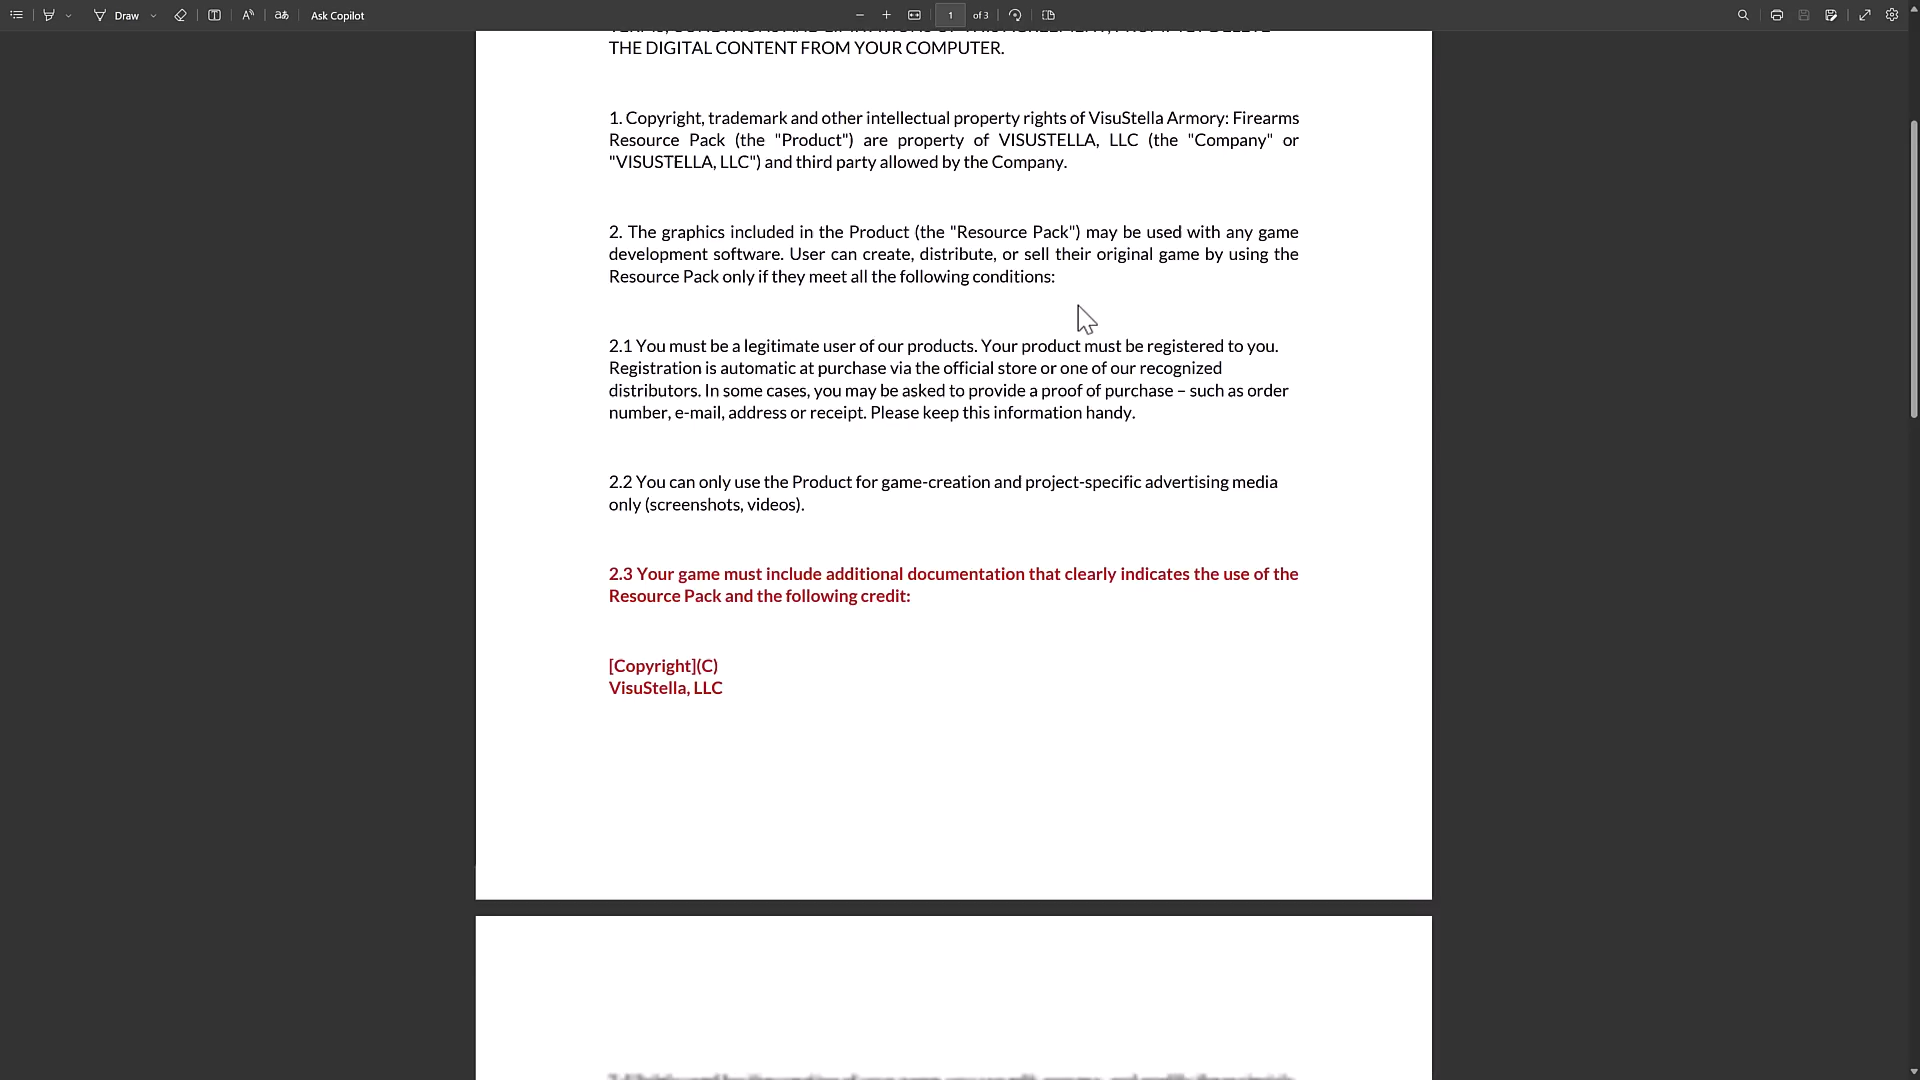 Draw
Ask Copilot
1 of 3
THE DIGITAL CONTENT FROM YOUR COMPUTER.
1. Copyright, trademark and other intellectual property rights of VisuStella Armory: Firearms
Resource Pack (the "Product") are property of VISUSTELLA, LLC (the "Company" or
"VISUSTELLA, LLC") and third party allowed by the Company.
2. The graphics included in the Product (the "Resource Pack") may be used with any game
development software. User can create, distribute, or sell their original game by using the
Resource Pack only if they meet all the following conditions:
2.1 You must be a legitimate user of our products. Your product must be registered to you.
Registration is automatic at purchase via the official store or one of our recognized
distributors. In some cases, you may be asked to provide a proof of purchase – such as order
number, e-mail, address or receipt. Please keep this information handy.
2.2 You can only use the Product for game-creation and project-specific advertising media
only (screenshots, videos).
2.3 Your game must include additional documentation that clearly indicates the use of the
Resource Pack and the following credit:
[Copyright](C)
VisuStella, LLC